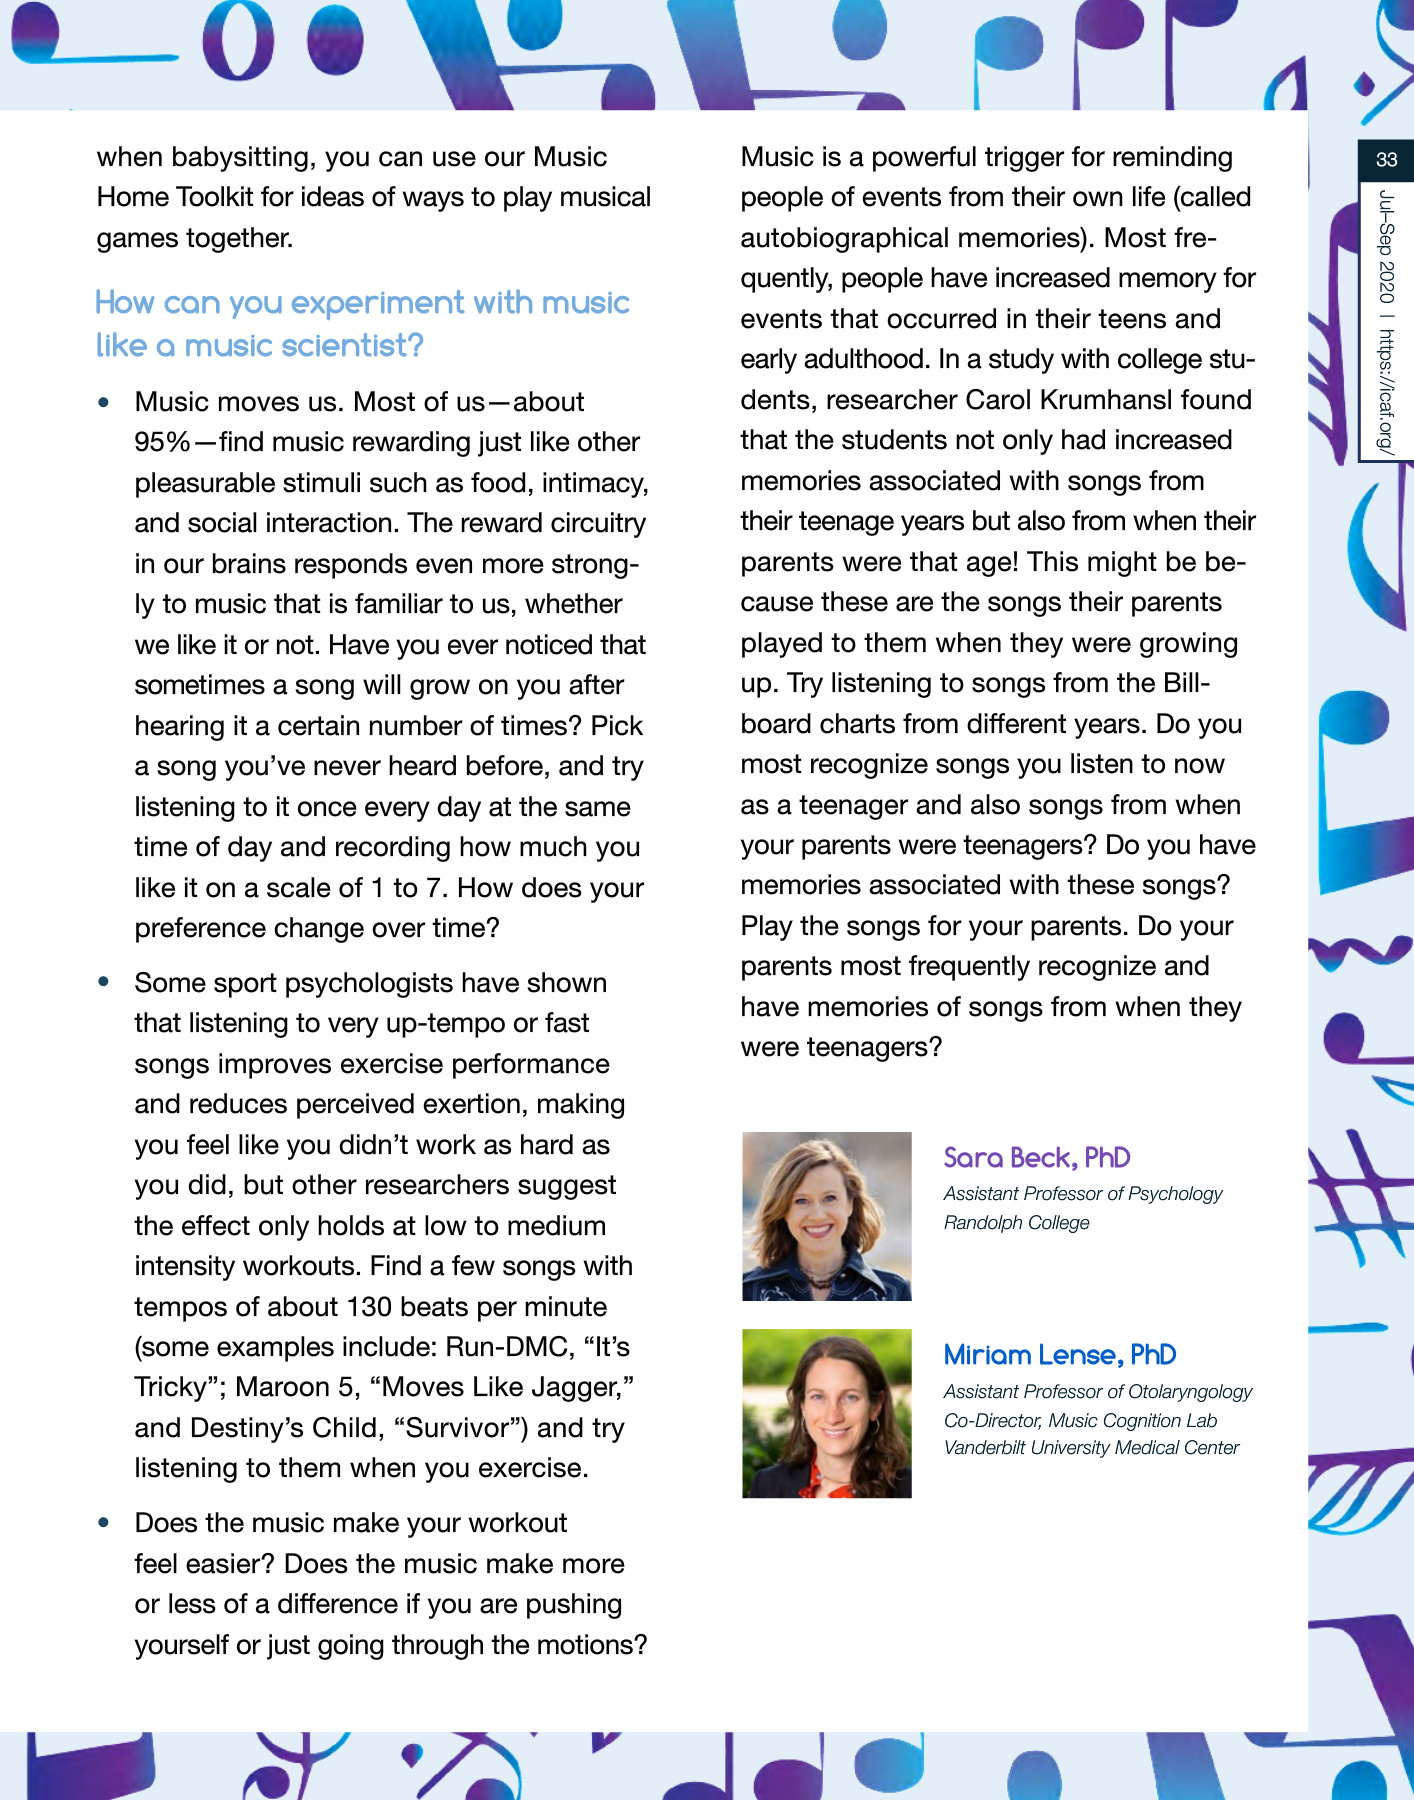 when babysitting, you can use our Music
Home Toolkit for ideas of ways to play musical
games together.
How can you experiment with music
like a music scientist?
• Music moves us. Most of us—about
95%—find music rewarding just like other
pleasurable stimuli such as food, intimacy,
and social interaction. The reward circuitry
in our brains responds even more strong-
ly to music that is familiar to us, whether
we like it or not. Have you ever noticed that
sometimes a song will grow on you after
hearing it a certain number of times? Pick
a song you’ve never heard before, and try
listening to it once every day at the same
time of day and recording how much you
like it on a scale of 1 to 7. How does your
preference change over time?
• Some sport psychologists have shown
that listening to very up-tempo or fast
songs improves exercise performance
and reduces perceived exertion, making
you feel like you didn’t work as hard as
you did, but other researchers suggest
the effect only holds at low to medium
intensity workouts. Find a few songs with
tempos of about 130 beats per minute
(some examples include: Run-DMC, “It’s
Tricky”; Maroon 5, “Moves Like Jagger,”
and Destiny’s Child, “Survivor”) and try
listening to them when you exercise.
• Does the music make your workout
feel easier? Does the music make more
or less of a difference if you are pushing
yourself or just going through the motions?
Music is a powerful trigger for reminding
people of events from their own life (called
autobiographical memories). Most fre-
quently, people have increased memory for
events that occurred in their teens and
early adulthood. In a study with college stu-
dents, researcher Carol Krumhansl found
that the students not only had increased
memories associated with songs from
their teenage years but also from when their
parents were that age! This might be be-
cause these are the songs their parents
played to them when they were growing
up. Try listening to songs from the Bill-
board charts from different years. Do you
most recognize songs you listen to now
as a teenager and also songs from when
your parents were teenagers? Do you have
memories associated with these songs?
Play the songs for your parents. Do your
parents most frequently recognize and
have memories of songs from when they
were teenagers?
Sara Beck, PhD
Assistant Professor of Psychology
Randolph College
Miriam Lense, PhD
Assistant Professor of Otolaryngology
Co-Director, Music Cognition Lab
Vanderbilt University Medical Center
33
Jul–Sep 2020 | https://icaf.org/